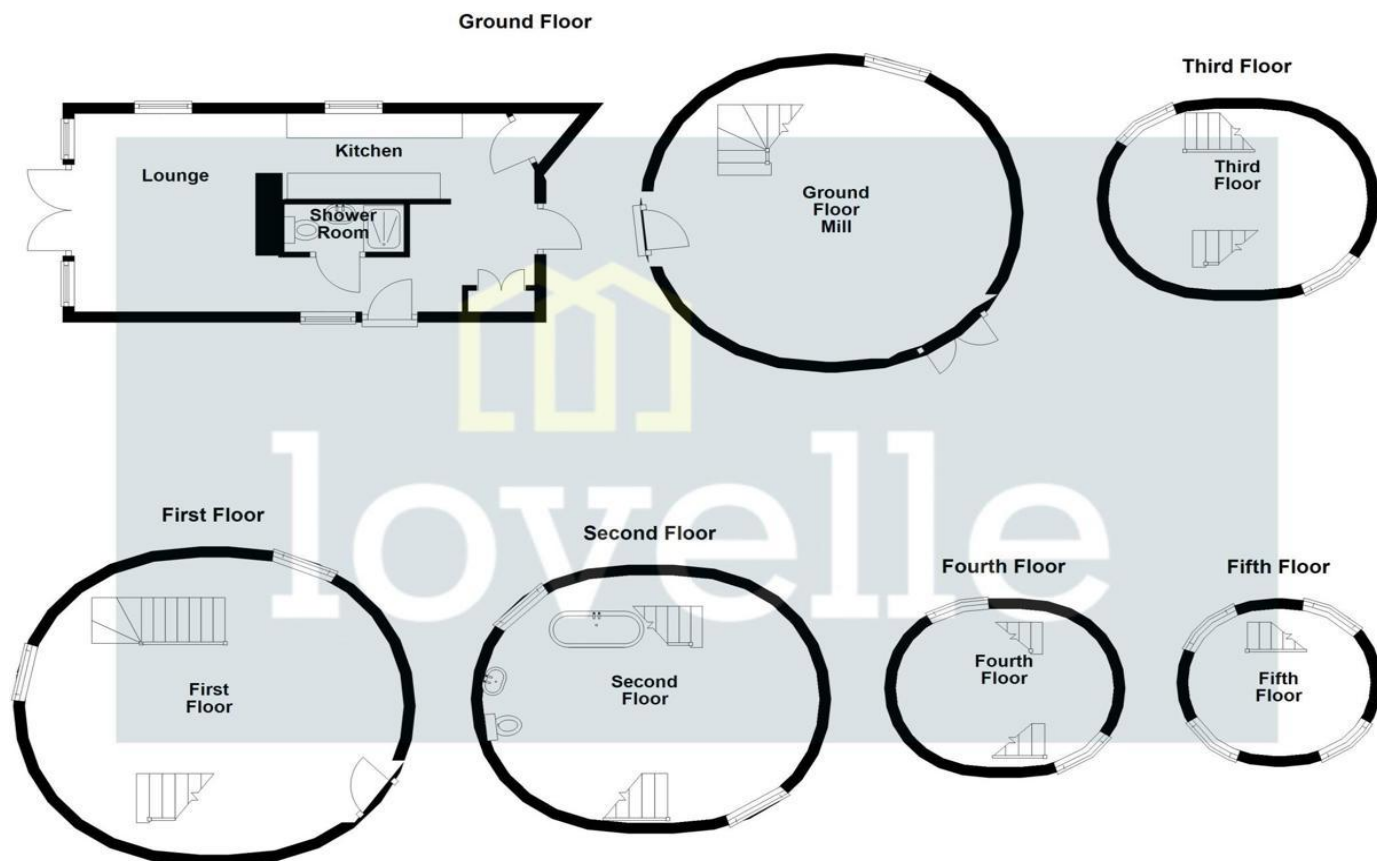 Ground Floor
Third Floor
Kitchen
Lounge
Shower
Room
Ground
Floor
Mill
Third
Floor
lovelle
First Floor
Second Floor
Fourth Floor
Fifth Floor
First
Floor
Second
Floor
Fourth
Floor
Fifth
Floor